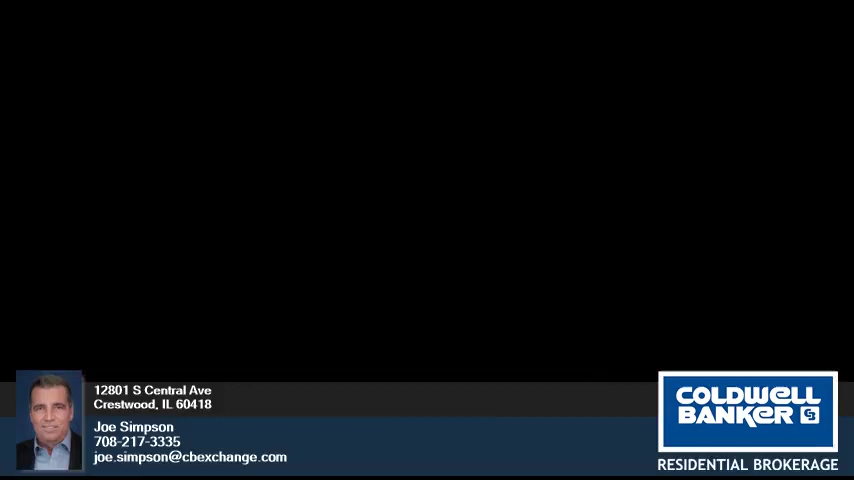 12801 S Central Ave
Crestwood, IL 60418
Joe Simpson
708-217-3335
joe.simpson@cbexchange.com
COLDWELL
BANKER CB
RESIDENTIAL BROKERAGE